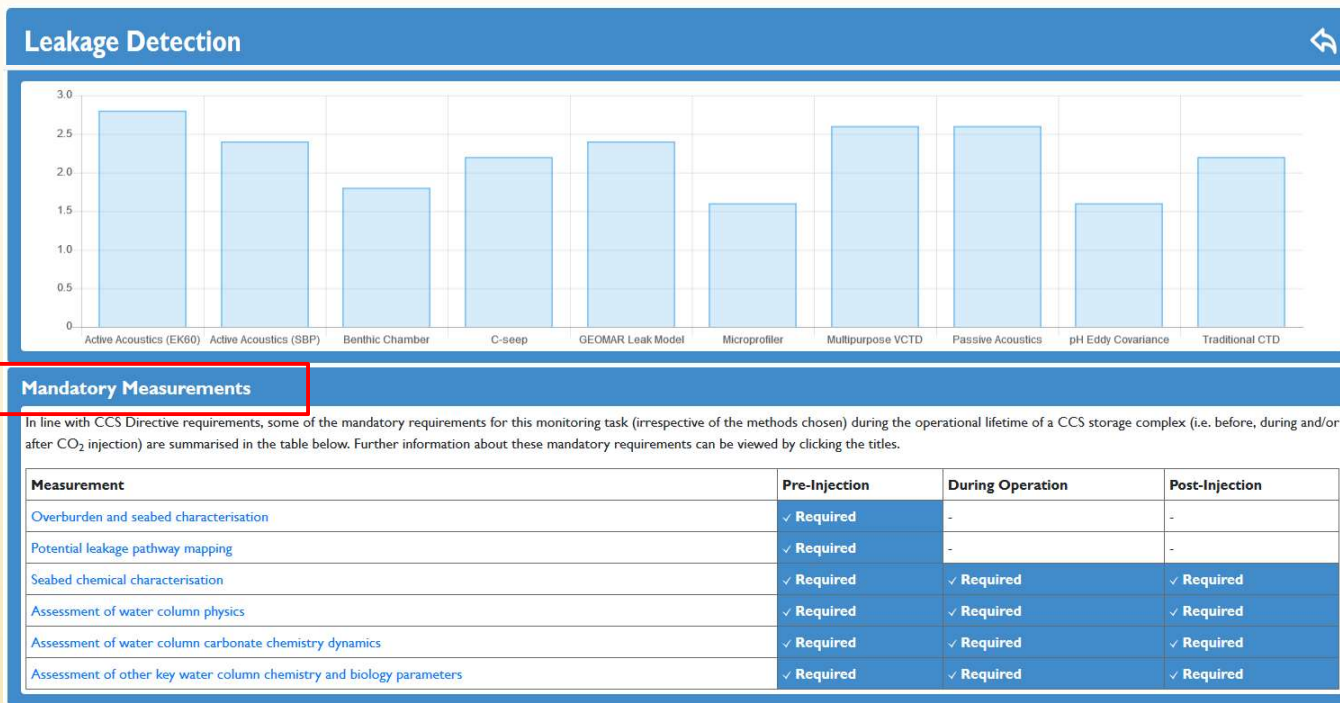 Leakage Detection
3.0
2.5
2.0
1.5
1.0
0.5
0
Active Acoustics (EK60) Active Acoustics (SBP) Benthic Chamber C-seep GEOMAR Leak Model Microprofiler Multipurpose VCTD Passive Acoustics pH Eddy Covariance Traditional CTD
Mandatory Measurements
In line with CCS Directive requirements, some of the mandatory requirements for this monitoring task (irrespective of the methods chosen) during the operational lifetime of a CCS storage complex (i.e. before, during and/or
after CO₂ injection) are summarised in the table below. Further information about these mandatory requirements can be viewed by clicking the titles.
Measurement Pre-Injection During Operation Post-Injection
Overburden and seabed characterisation ✓ Required - -
Potential leakage pathway mapping ✓ Required - -
Seabed chemical characterisation ✓ Required ✓ Required ✓ Required
Assessment of water column physics ✓ Required ✓ Required ✓ Required
Assessment of water column carbonate chemistry dynamics ✓ Required ✓ Required ✓ Required
Assessment of other key water column chemistry and biology parameters ✓ Required ✓ Required ✓ Required